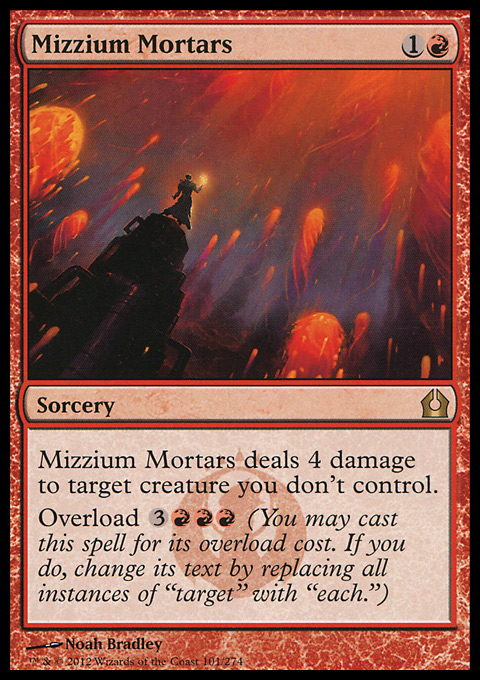 Mizzium Mortars 1
Sorcery
Mizzium Mortars deals 4 damage
to target creature you don't control.
Overload 3 (You may cast
this spell for its overload cost. If you
do, change its text by replacing all
instances of “target” with “each.”)
Noah Bradley
™ & © 2012 Wizards of the Coast 101/274